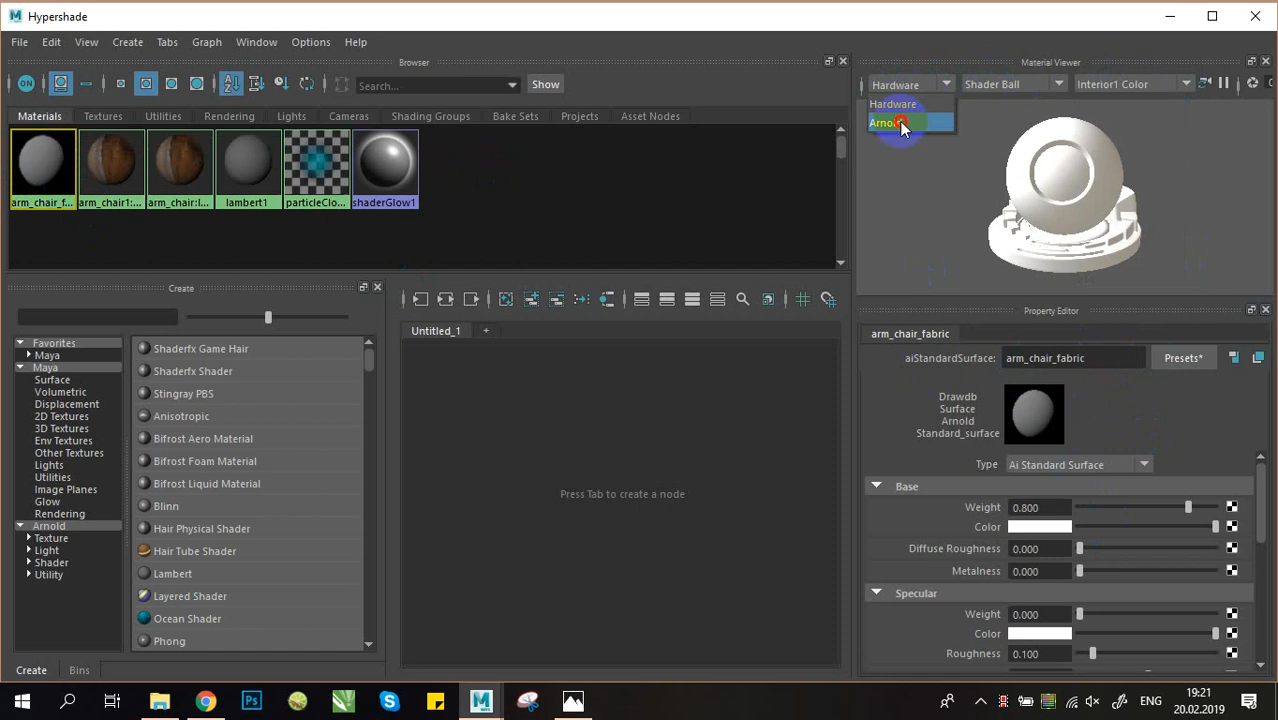 Hypershade
File Edit View Create Tabs Graph Window Options Help
Browser
Material Viewer
ON
Search...
Show
Hardware
Shader Ball
Interior1 Color
Hardware
Arnold
Materials Textures Utilities Rendering Lights Cameras Shading Groups Bake Sets Projects Asset Nodes
arm_chair_f... arm_chair1:... arm_chair:l... lambert1 particleClo... shaderGlow1
Create
Property Editor
Untitled_1 +
arm_chair_fabric
Favorites
Maya
Maya
Surface
Volumetric
Displacement
2D Textures
3D Textures
Env Textures
Other Textures
Lights
Utilities
Image Planes
Glow
Rendering
Arnold
Texture
Light
Shader
Utility
Shaderfx Game Hair
Shaderfx Shader
Stingray PBS
Anisotropic
Bifrost Aero Material
Bifrost Foam Material
Bifrost Liquid Material
Blinn
Hair Physical Shader
Hair Tube Shader
Lambert
Layered Shader
Ocean Shader
Phong
Press Tab to create a node
aiStandardSurface: arm_chair_fabric Presets*
Drawdb
Surface
Arnold
Standard_surface
Type Ai Standard Surface
Base
Weight 0.800
Color
Diffuse Roughness 0.000
Metalness 0.000
Specular
Weight 0.000
Color
Roughness 0.100
Create Bins
ENG
19:21
20.02.2019